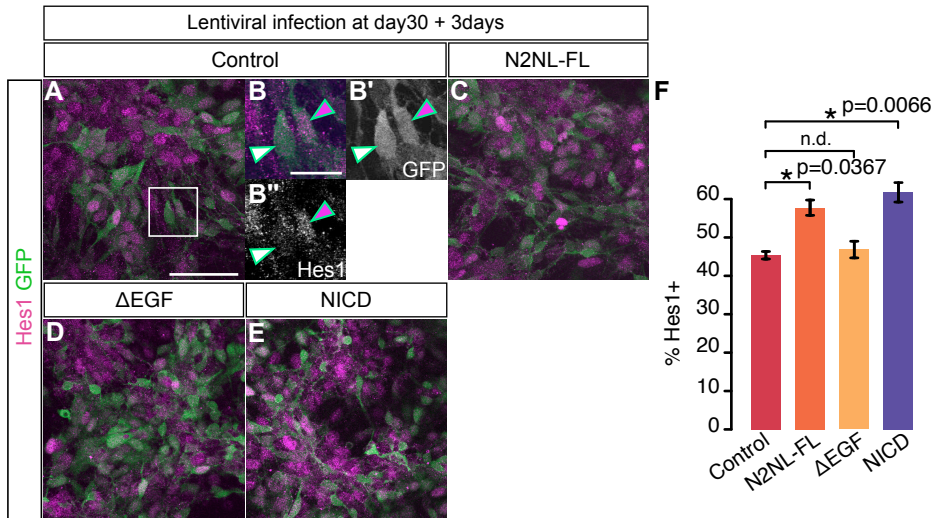 Lentiviral infection at day30 + 3days
Control
N2NL-FL
Hes1 GFP
A
B
B'
GFP
B"
Hes1
C
ΔEGF
NICD
D
E
F
* p=0.0066
n.d.
* p=0.0367
% Hes1+
60
50
40
30
20
10
0
Control
N2NL-FL
ΔEGF
NICD